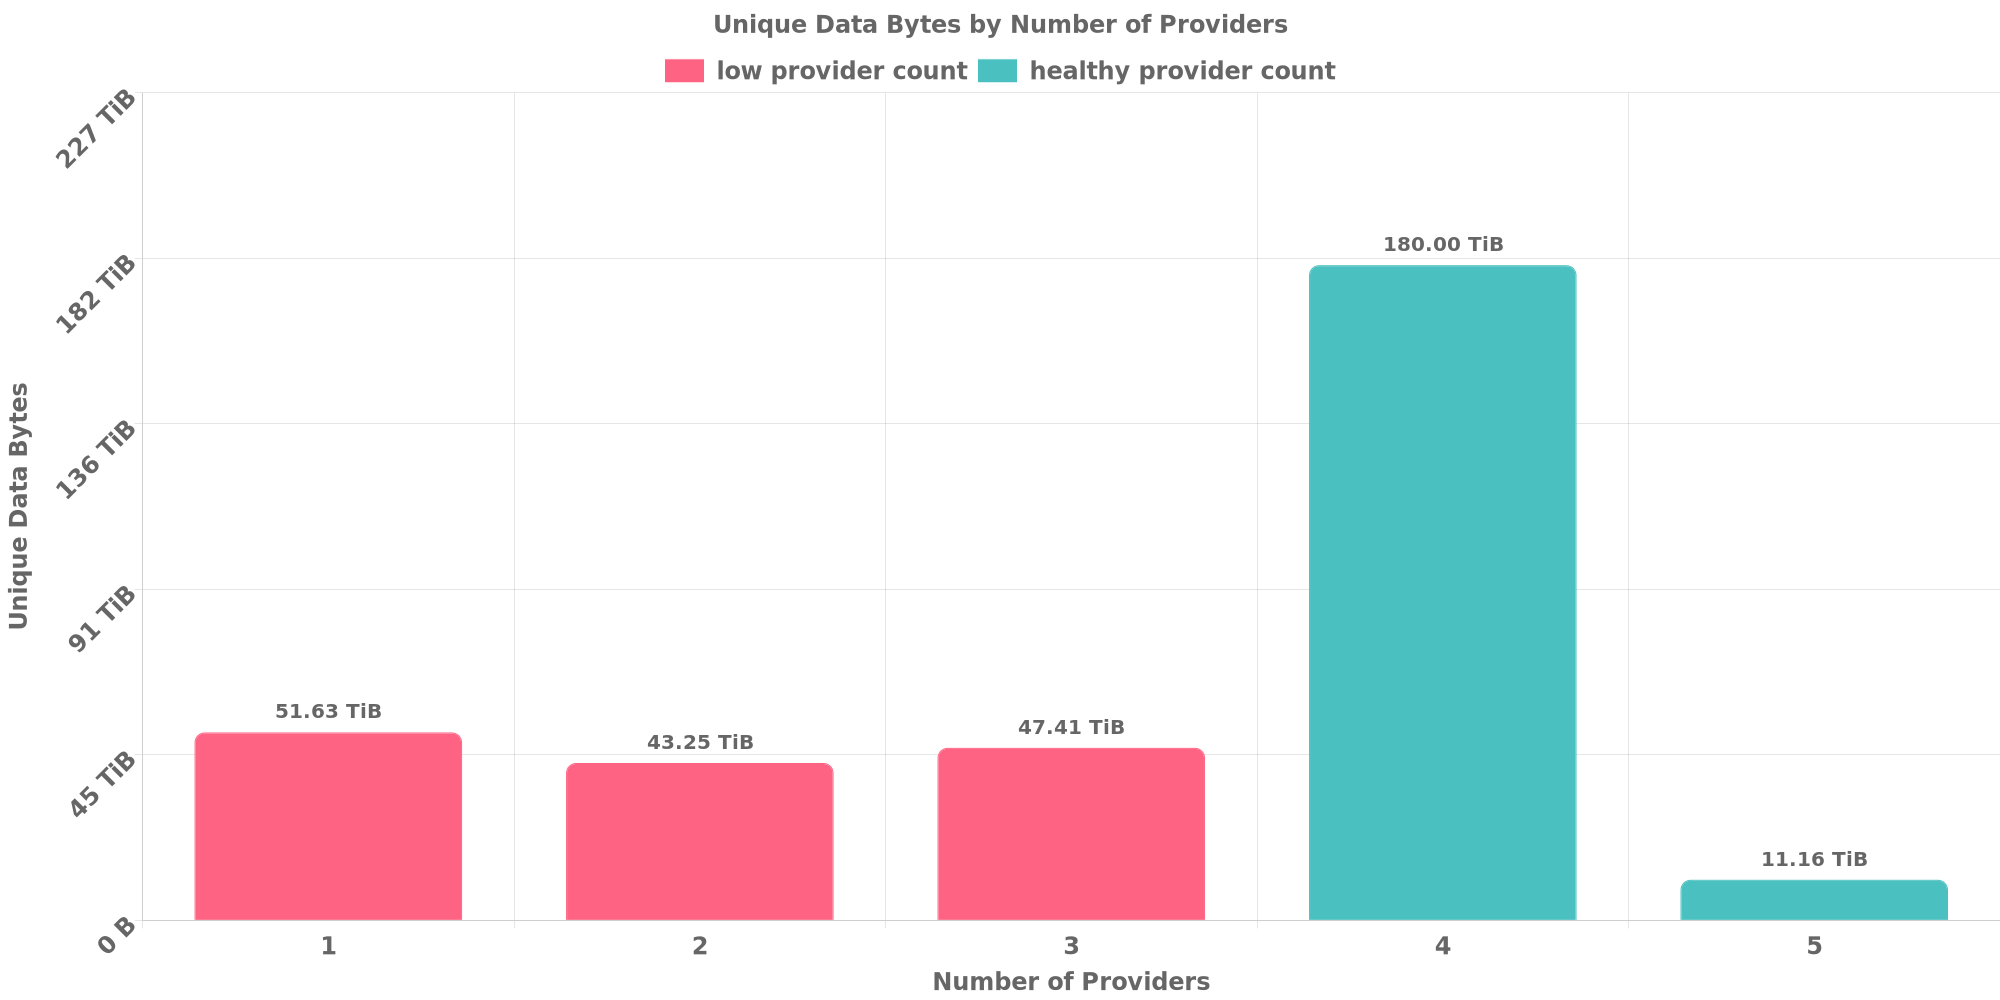 Unique Data Bytes by Number of Providers
low provider count healthy provider count
227 TiB
182 TiB
136 TiB
91 TiB
45 TiB
0 B
Unique Data Bytes
51.63 TiB
43.25 TiB
47.41 TiB
180.00 TiB
11.16 TiB
1 2 3 4 5
Number of Providers